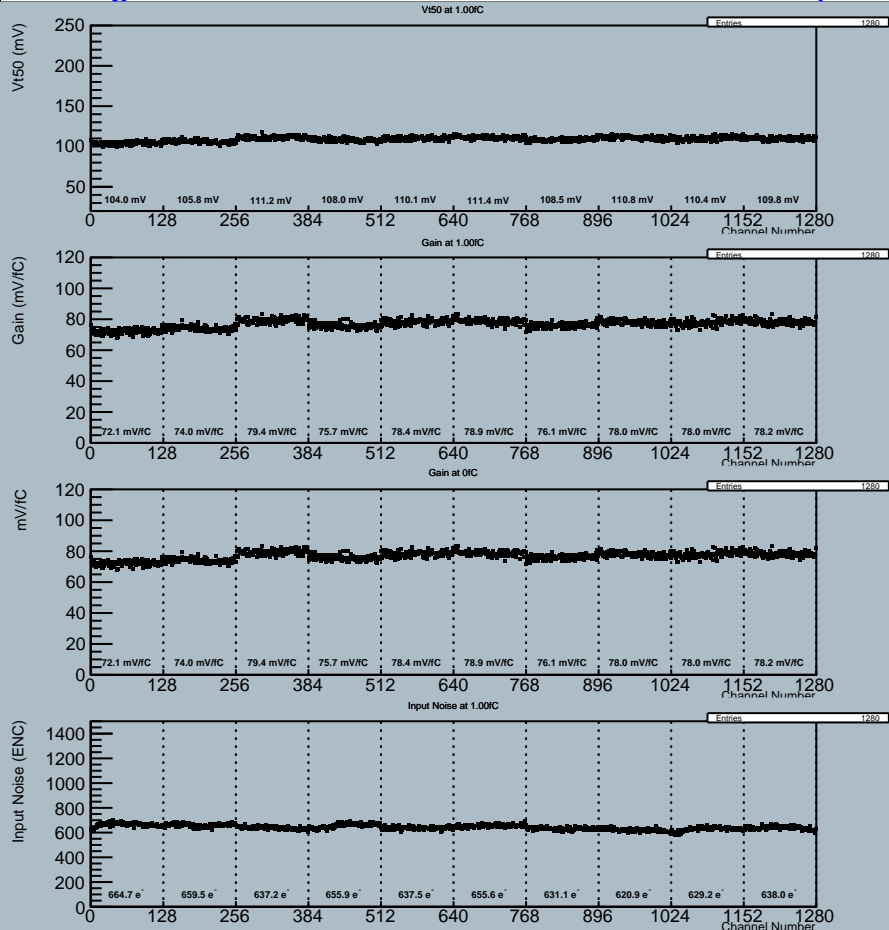 Vt50 at 1.00fC
Entries 1280
Vt50 (mV)
250
200
150
100
50
104.0 mV 105.8 mV 111.2 mV 108.0 mV 110.1 mV 111.4 mV 108.5 mV 110.8 mV 110.4 mV 109.8 mV
0 128 256 384 512 640 768 896 1024 1152 1280
Channel Number
Gain at 1.00fC
Entries 1280
Gain (mV/fC)
120
100
80
60
40
20
0
72.1 mV/fC 74.0 mV/fC 79.4 mV/fC 75.7 mV/fC 78.4 mV/fC 78.9 mV/fC 76.1 mV/fC 78.0 mV/fC 78.0 mV/fC 78.2 mV/fC
0 128 256 384 512 640 768 896 1024 1152 1280
Channel Number
Gain at 0fC
Entries 1280
mV/fC
120
100
80
60
40
20
0
72.1 mV/fC 74.0 mV/fC 79.4 mV/fC 75.7 mV/fC 78.4 mV/fC 78.9 mV/fC 76.1 mV/fC 78.0 mV/fC 78.0 mV/fC 78.2 mV/fC
0 128 256 384 512 640 768 896 1024 1152 1280
Channel Number
Input Noise at 1.00fC
Entries 1280
Input Noise (ENC)
1400
1200
1000
800
600
400
200
0
664.7 e⁻ 659.5 e⁻ 637.2 e⁻ 655.9 e⁻ 637.5 e⁻ 655.6 e⁻ 631.1 e⁻ 620.9 e⁻ 629.2 e⁻ 638.0 e⁻
0 128 256 384 512 640 768 896 1024 1152 1280
Channel Number